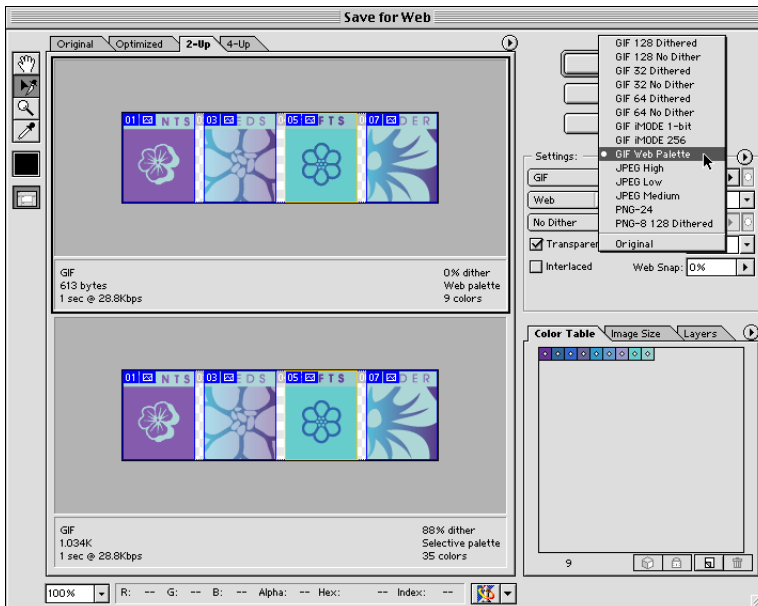 Save for Web
Original Optimized 2-Up 4-Up
01 NTS 03 EDS 05 FTS 07 DER
GIF
613 bytes
1 sec @ 28.8Kbps
0% dither
Web palette
9 colors
01 NTS 03 EDS 05 FTS 07 DER
GIF
1.034K
1 sec @ 28.8Kbps
88% dither
Selective palette
35 colors
GIF 128 Dithered
GIF 128 No Dither
GIF 32 Dithered
GIF 32 No Dither
GIF 64 Dithered
GIF 64 No Dither
GIF iMODE 1-bit
GIF iMODE 256
GIF Web Palette
JPEG High
JPEG Low
JPEG Medium
PNG-24
PNG-8 128 Dithered
Original
Settings:
GIF
Web
No Dither
Transparen
Interlaced Web Snap: 0%
Color Table Image Size Layers
9
100% R: -- G: -- B: -- Alpha: -- Hex: -- Index: --